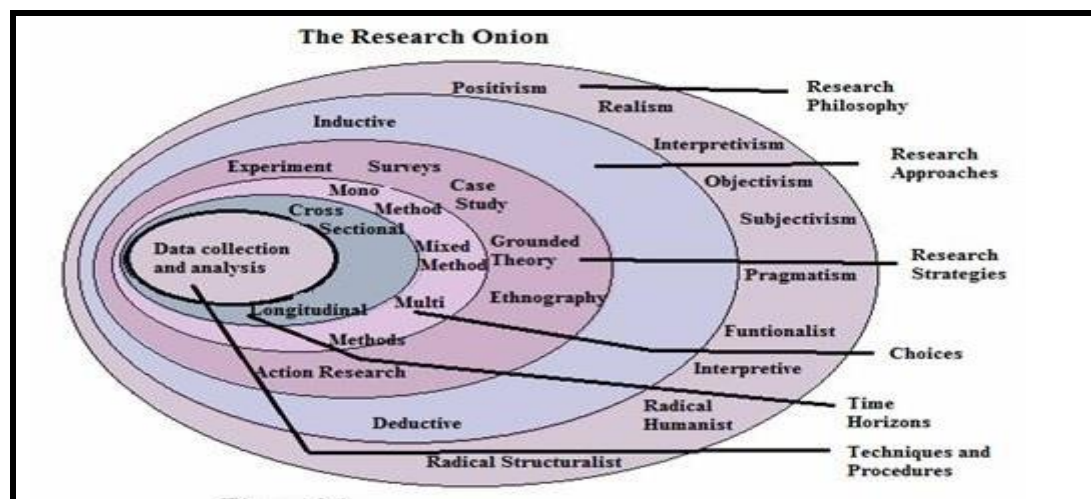 The Research Onion
Positivism
Realism
Interpretivism
Objectivism
Subjectivism
Pragmatism
Funtionalist
Interpretive
Radical
Humanist
Radical Structuralist
Inductive
Deductive
Experiment
Surveys
Case
Study
Grounded
Theory
Ethnography
Action Research
Mono
Method
Mixed
Method
Multi
Methods
Cross
Sectional
Longitudinal
Data collection
and analysis
Research
Philosophy
Research
Approaches
Research
Strategies
Choices
Time
Horizons
Techniques and
Procedures